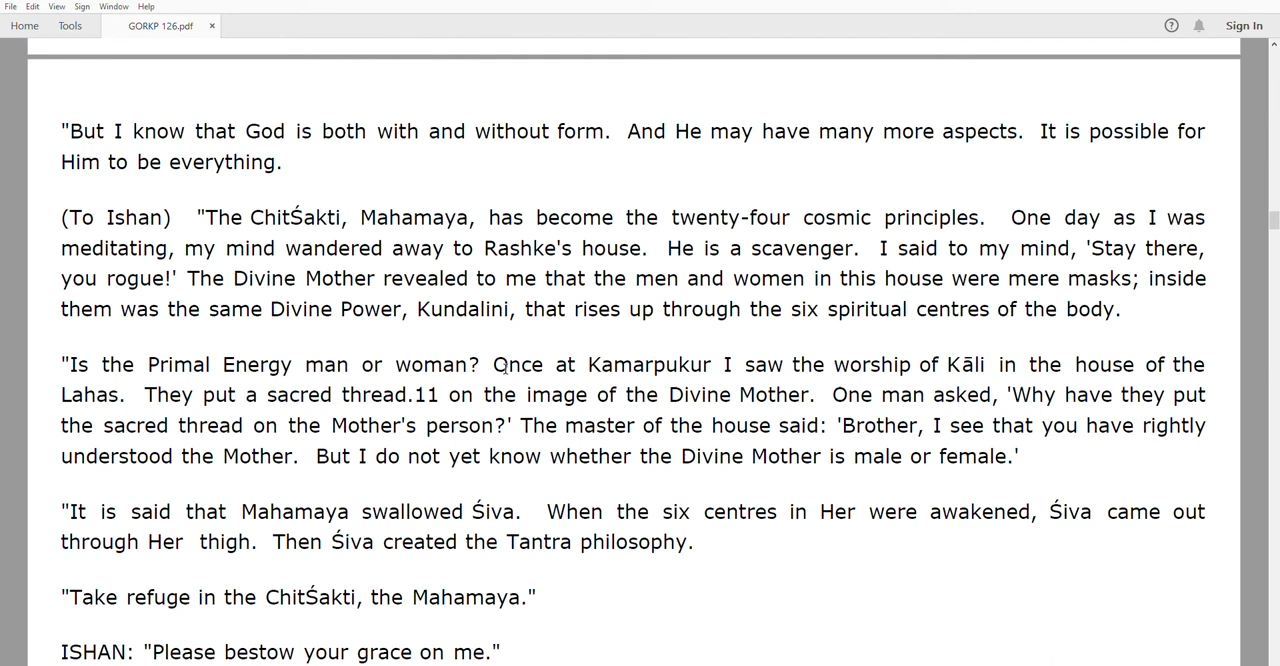 File Edit View Sign Window Help
Home Tools GORKP 126.pdf × ? Sign In
"But I know that God is both with and without form. And He may have many more aspects. It is possible for
Him to be everything.
(To Ishan) "The ChitŚakti, Mahamaya, has become the twenty-four cosmic principles. One day as I was
meditating, my mind wandered away to Rashke's house. He is a scavenger. I said to my mind, 'Stay there,
you rogue!' The Divine Mother revealed to me that the men and women in this house were mere masks; inside
them was the same Divine Power, Kundalini, that rises up through the six spiritual centres of the body.
"Is the Primal Energy man or woman? Once at Kamarpukur I saw the worship of Kāli in the house of the
Lahas. They put a sacred thread.11 on the image of the Divine Mother. One man asked, 'Why have they put
the sacred thread on the Mother's person?' The master of the house said: 'Brother, I see that you have rightly
understood the Mother. But I do not yet know whether the Divine Mother is male or female.'
"It is said that Mahamaya swallowed Śiva. When the six centres in Her were awakened, Śiva came out
through Her thigh. Then Śiva created the Tantra philosophy.
"Take refuge in the ChitŚakti, the Mahamaya."
ISHAN: "Please bestow your grace on me."